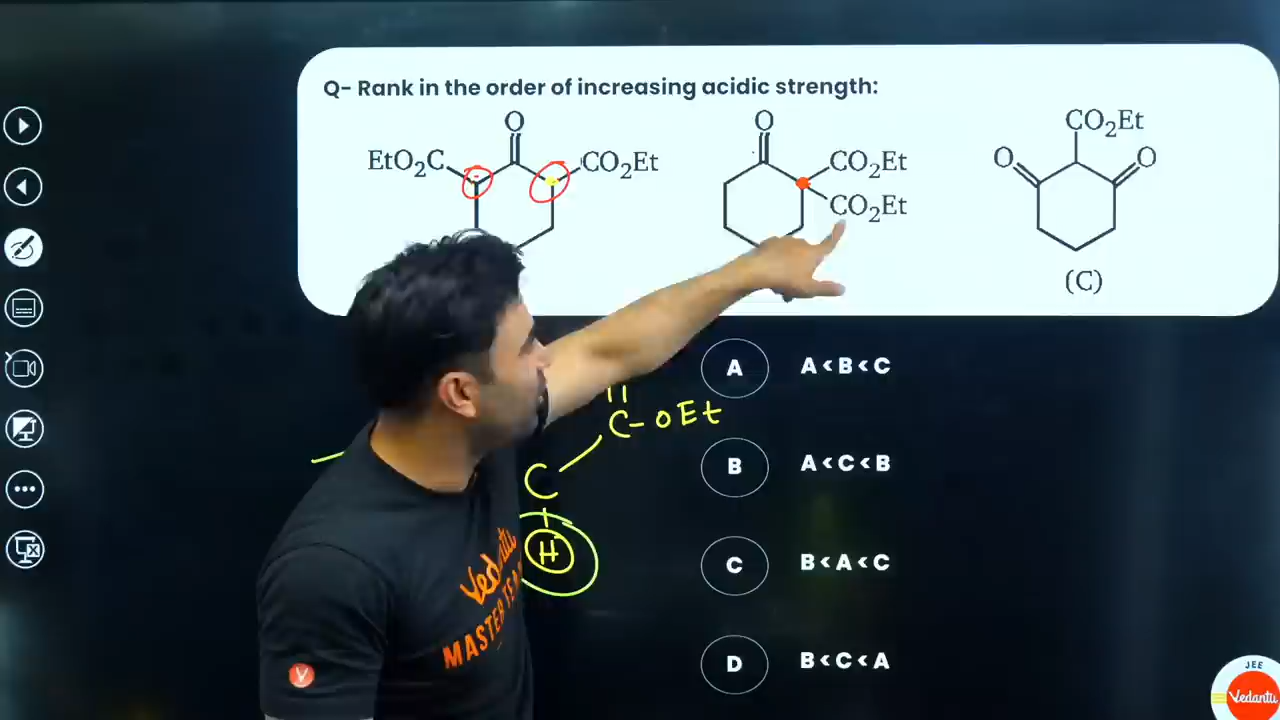 Q- Rank in the order of increasing acidic strength:
O
EtO₂C
CO₂Et
O
CO₂Et
CO₂Et
CO₂Et
O
O
(C)
A
A < B < C
B
A < C < B
C
B < A < C
D
B < C < A
C - OEt
C
H
Vedantu
MASTER
V
JEE
Vedantu